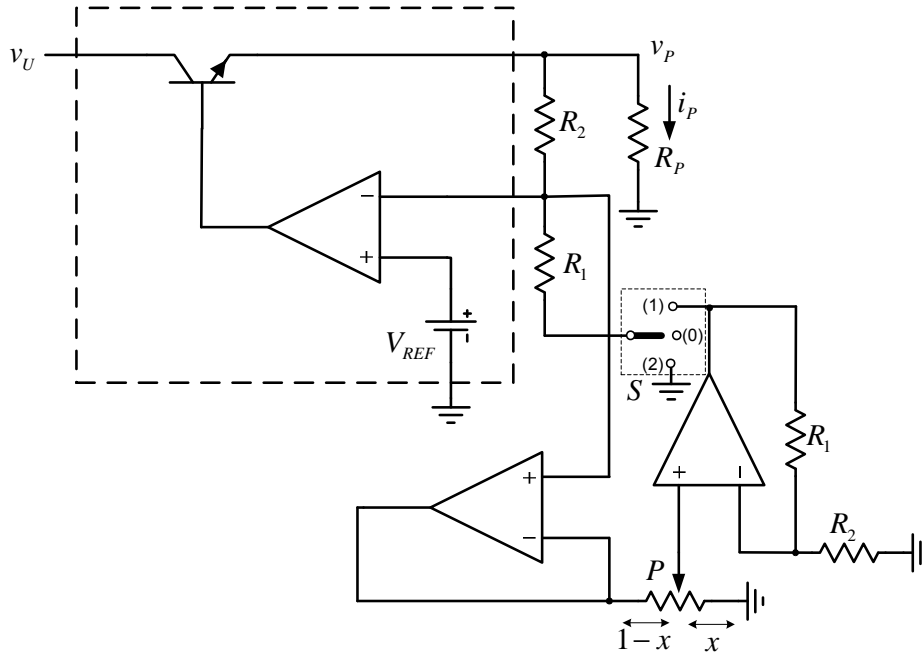 v_U
v_P
i_P
R_2
R_P
−
+
R_1
+
V_REF
(1)
(0)
(2)
S
R_1
+
−
+
−
R_2
P
1−x
x